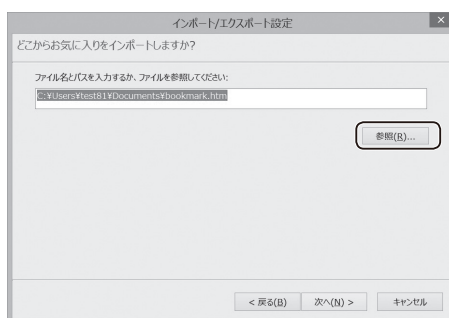 インポート/エクスポート設定
どこからお気に入りをインポートしますか?
ファイル名とパスを入力するか、ファイルを参照してください:
C:¥Users¥test81¥Documents¥bookmark.htm
参照(R)...
< 戻る(B) 次へ(N) > キャンセル